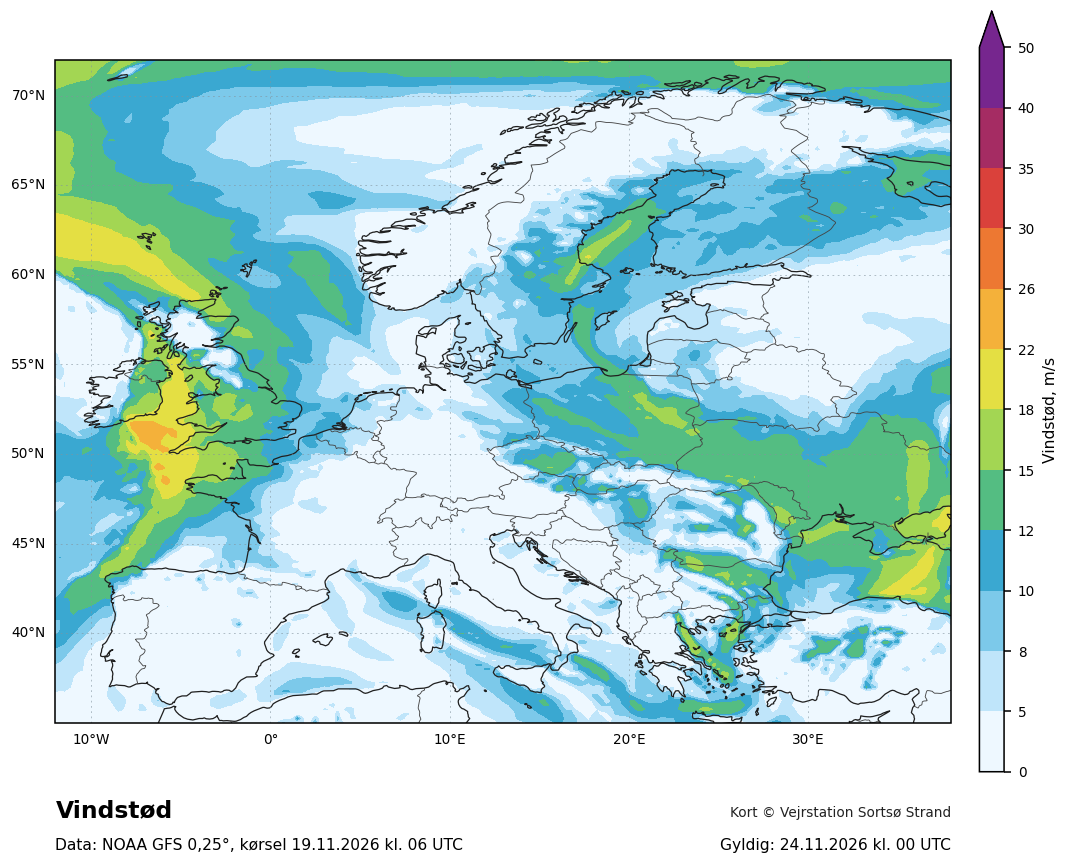 50
40
35
30
26
22
18
15
12
10
8
5
0
Vindstød, m/s
70°N
65°N
60°N
55°N
50°N
45°N
40°N
10°W
0°
10°E
20°E
30°E
Vindstød
Kort © Vejrstation Sortsø Strand
Data: NOAA GFS 0,25°, kørsel 19.11.2026 kl. 06 UTC
Gyldig: 24.11.2026 kl. 00 UTC